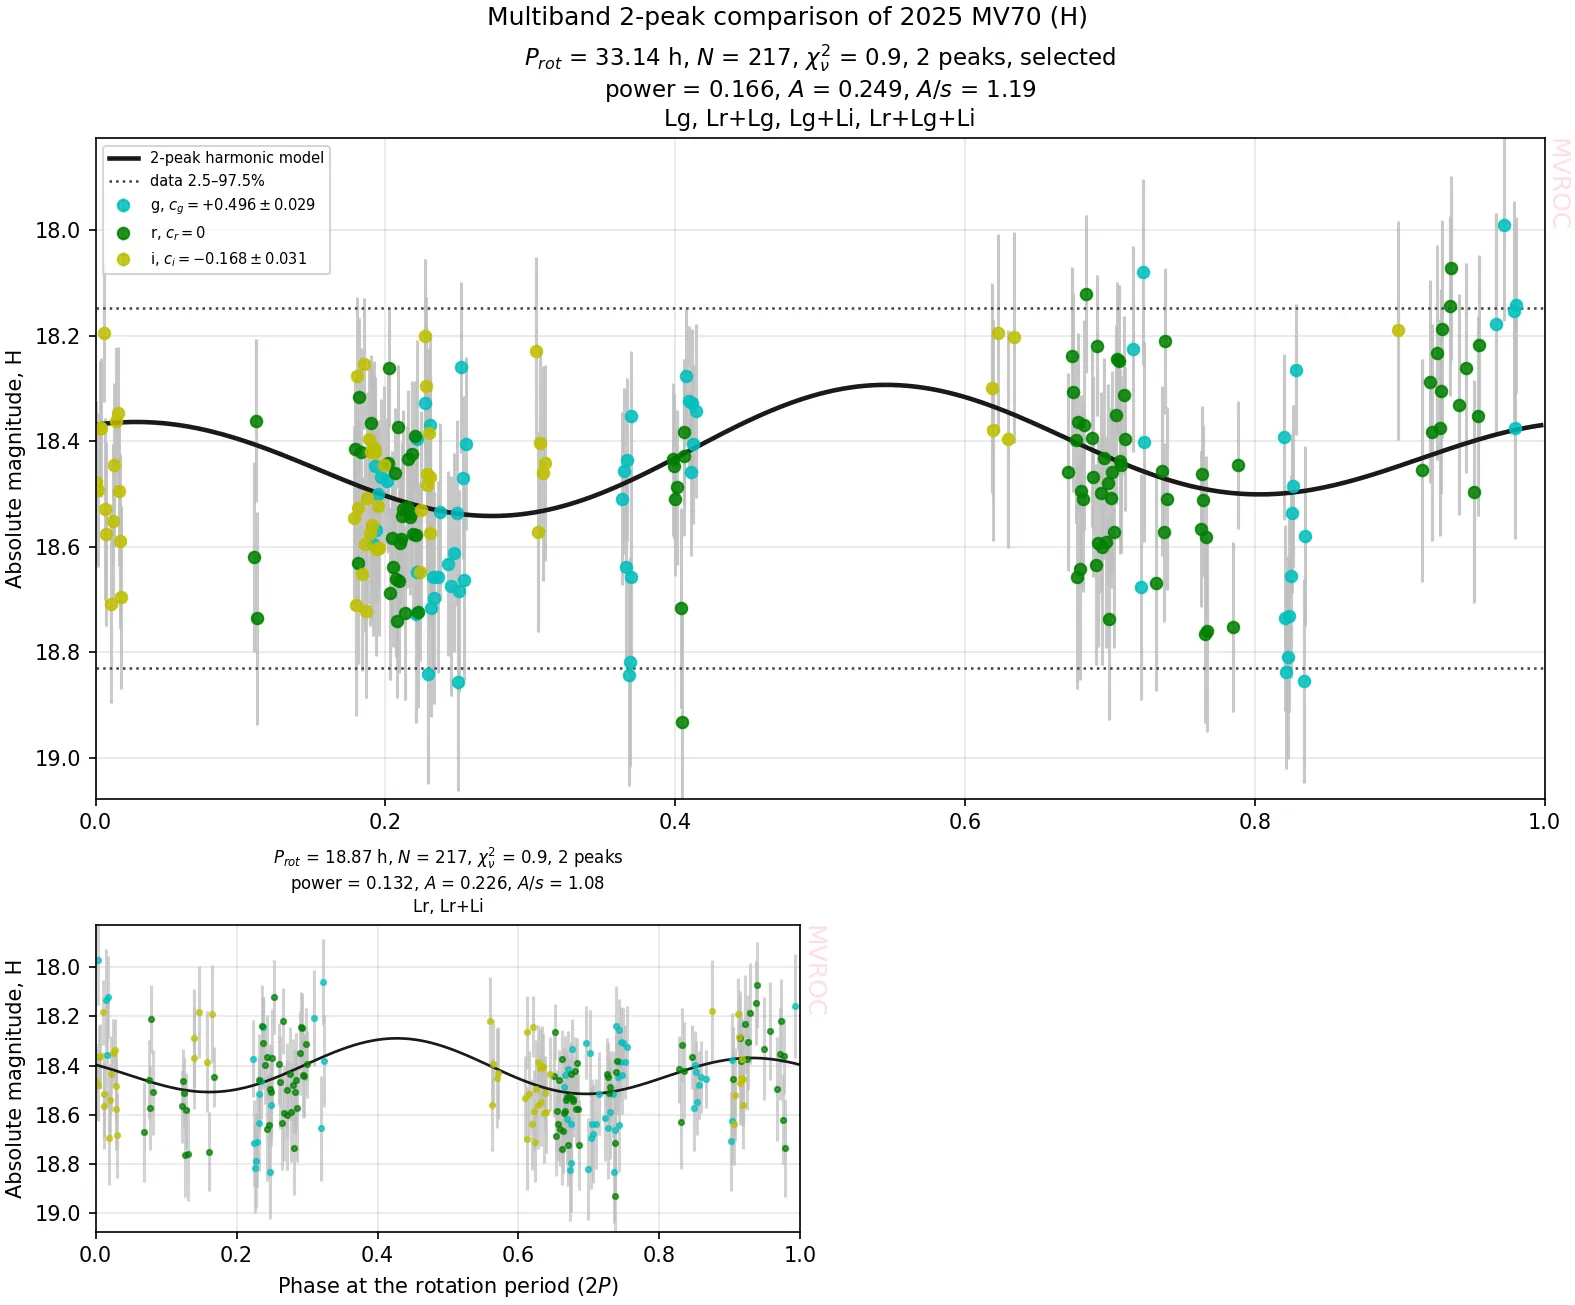 Multiband 2-peak comparison of 2025 MV70 (H)
P_rot = 33.14 h, N = 217, χ²_ν = 0.9, 2 peaks, selected
power = 0.166, A = 0.249, A/s = 1.19
Lg, Lr+Lg, Lg+Li, Lr+Lg+Li
2-peak harmonic model
data 2.5–97.5%
g, c_g = +0.496 ± 0.029
r, c_r = 0
i, c_i = −0.168 ± 0.031
MVROC
Absolute magnitude, H
18.0
18.2
18.4
18.6
18.8
19.0
0.0 0.2 0.4 0.6 0.8 1.0
P_rot = 18.87 h, N = 217, χ²_ν = 0.9, 2 peaks
power = 0.132, A = 0.226, A/s = 1.08
Lr, Lr+Li
MVROC
Absolute magnitude, H
18.0
18.2
18.4
18.6
18.8
19.0
0.0 0.2 0.4 0.6 0.8 1.0
Phase at the rotation period (2P)